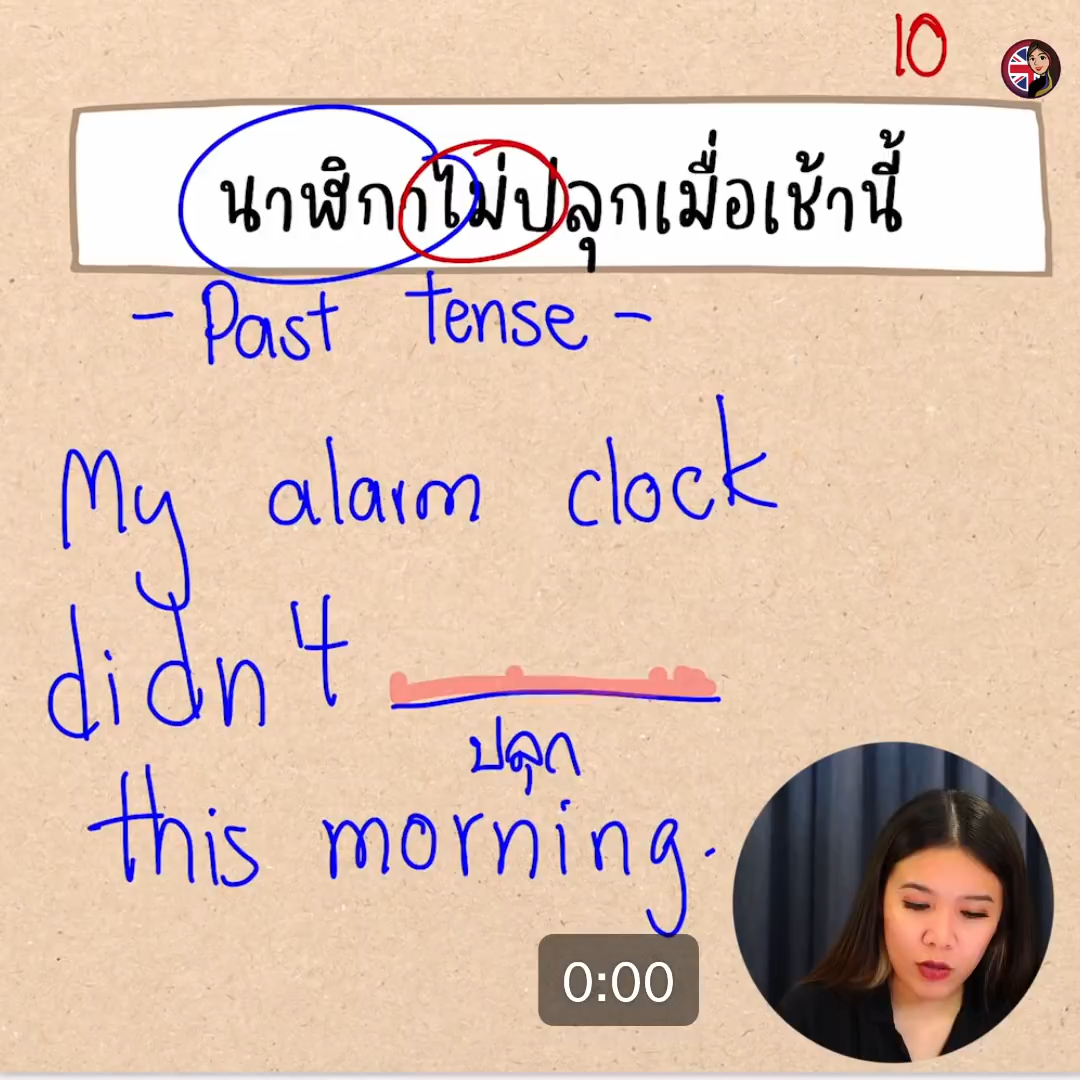 10
นาฬิกาไม่ปลุกเมื่อเช้านี้
- Past tense -
My alarm clock
didn't
ปลุก
this morning.
0:00